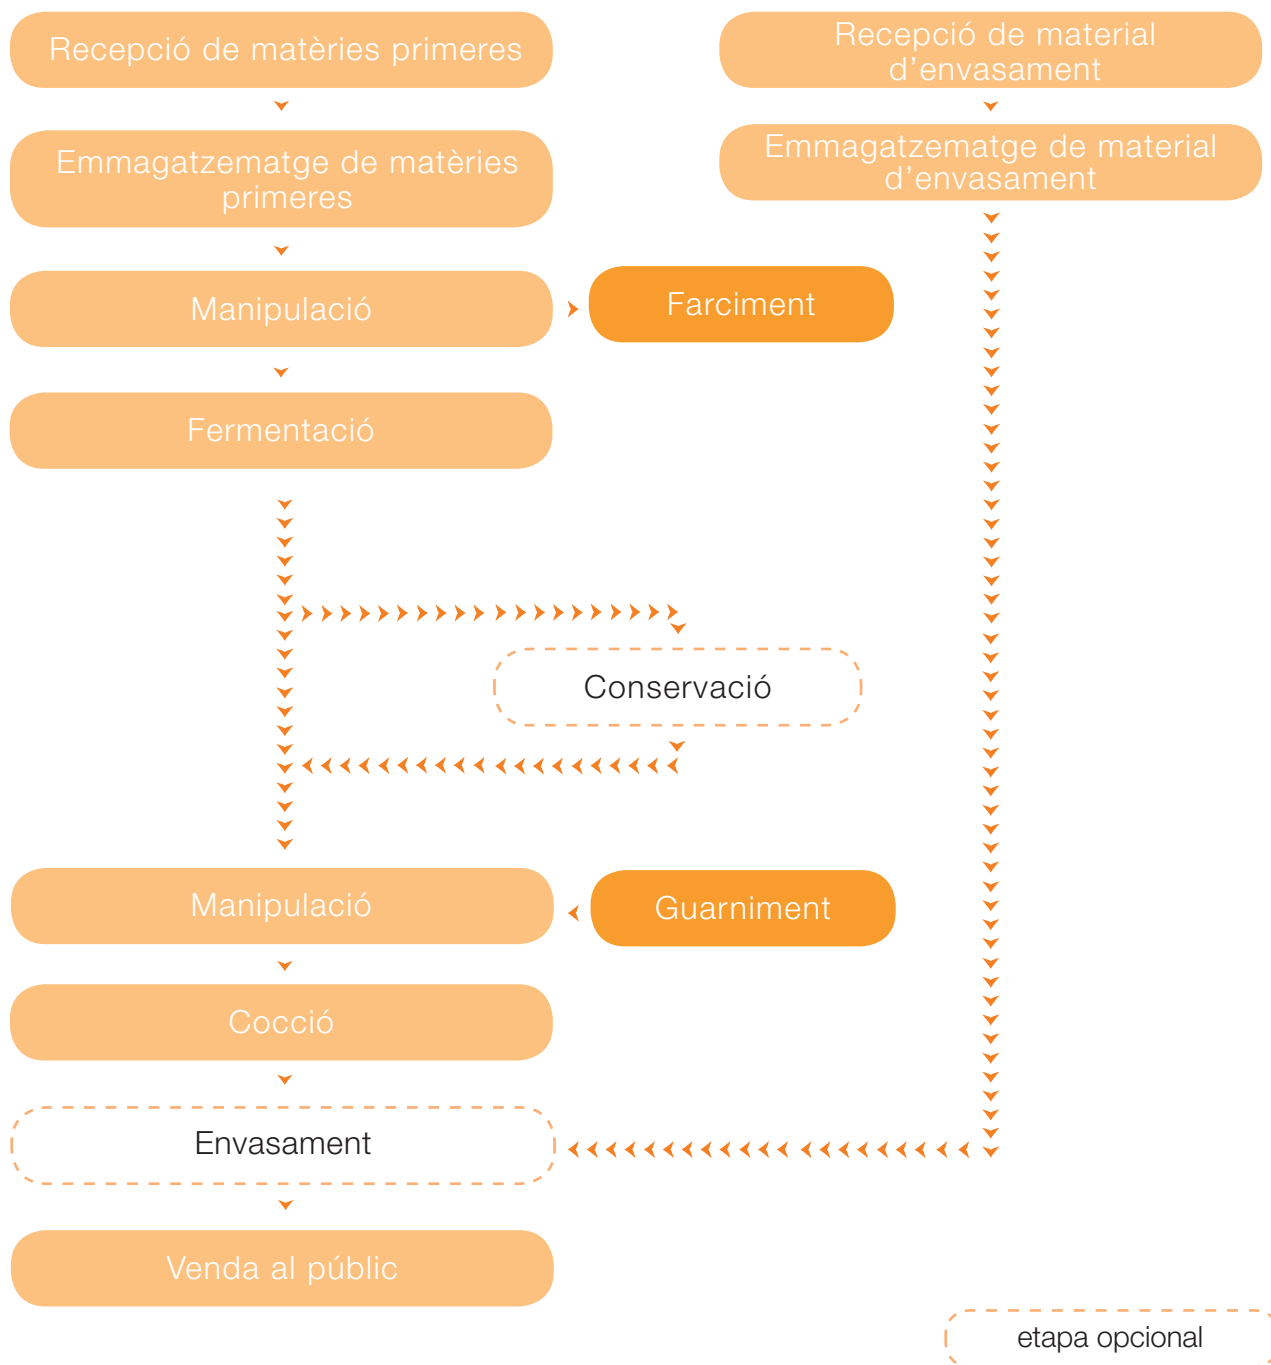 Recepció de matèries primeres
Recepció de material
d’envasament
Emmagatzematge de matèries
primeres
Emmagatzematge de material
d’envasament
Manipulació
Farciment
Fermentació
Conservació
Manipulació
Guarniment
Cocció
Envasament
Venda al públic
etapa opcional